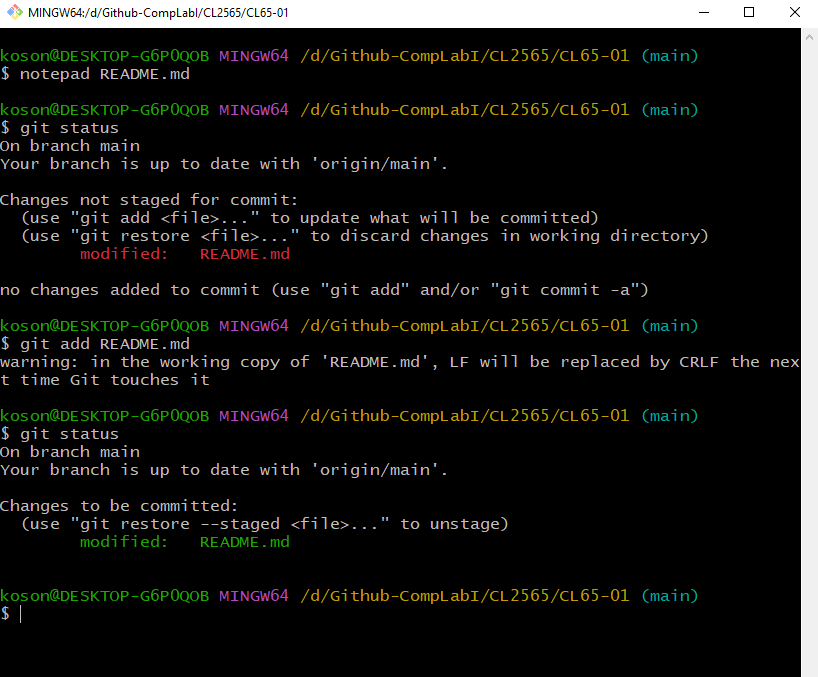 MINGW64:/d/Github-CompLabI/CL2565/CL65-01
koson@DESKTOP-G6P0QOB MINGW64 /d/Github-CompLabI/CL2565/CL65-01 (main)
$ notepad README.md
koson@DESKTOP-G6P0QOB MINGW64 /d/Github-CompLabI/CL2565/CL65-01 (main)
$ git status
On branch main
Your branch is up to date with 'origin/main'.
Changes not staged for commit:
  (use "git add <file>..." to update what will be committed)
  (use "git restore <file>..." to discard changes in working directory)
        modified:   README.md
no changes added to commit (use "git add" and/or "git commit -a")
koson@DESKTOP-G6P0QOB MINGW64 /d/Github-CompLabI/CL2565/CL65-01 (main)
$ git add README.md
warning: in the working copy of 'README.md', LF will be replaced by CRLF the nex
t time Git touches it
koson@DESKTOP-G6P0QOB MINGW64 /d/Github-CompLabI/CL2565/CL65-01 (main)
$ git status
On branch main
Your branch is up to date with 'origin/main'.
Changes to be committed:
  (use "git restore --staged <file>..." to unstage)
        modified:   README.md
koson@DESKTOP-G6P0QOB MINGW64 /d/Github-CompLabI/CL2565/CL65-01 (main)
$